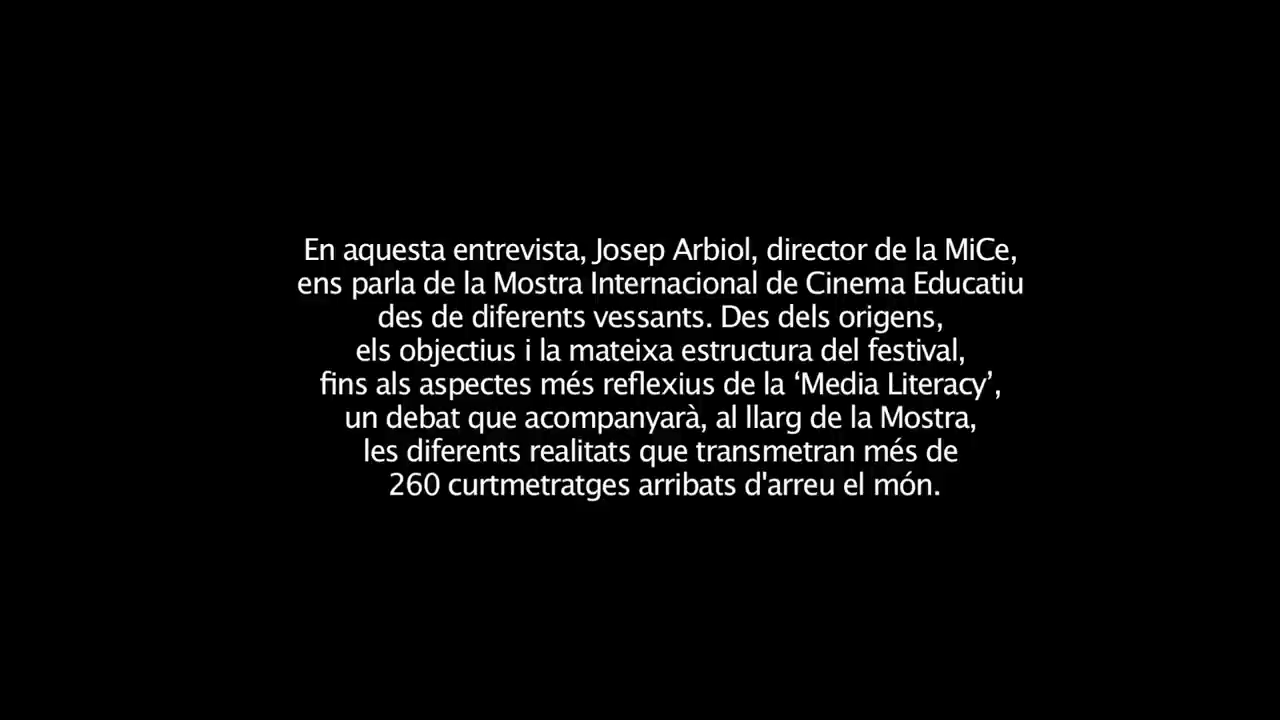 En aquesta entrevista, Josep Arbiol, director de la MiCe,
ens parla de la Mostra Internacional de Cinema Educatiu
des de diferents vessants. Des dels origens,
els objectius i la mateixa estructura del festival,
fins als aspectes més reflexius de la ‘Media Literacy’,
un debat que acompanyarà, al llarg de la Mostra,
les diferents realitats que transmetran més de
260 curtmetratges arribats d'arreu el món.